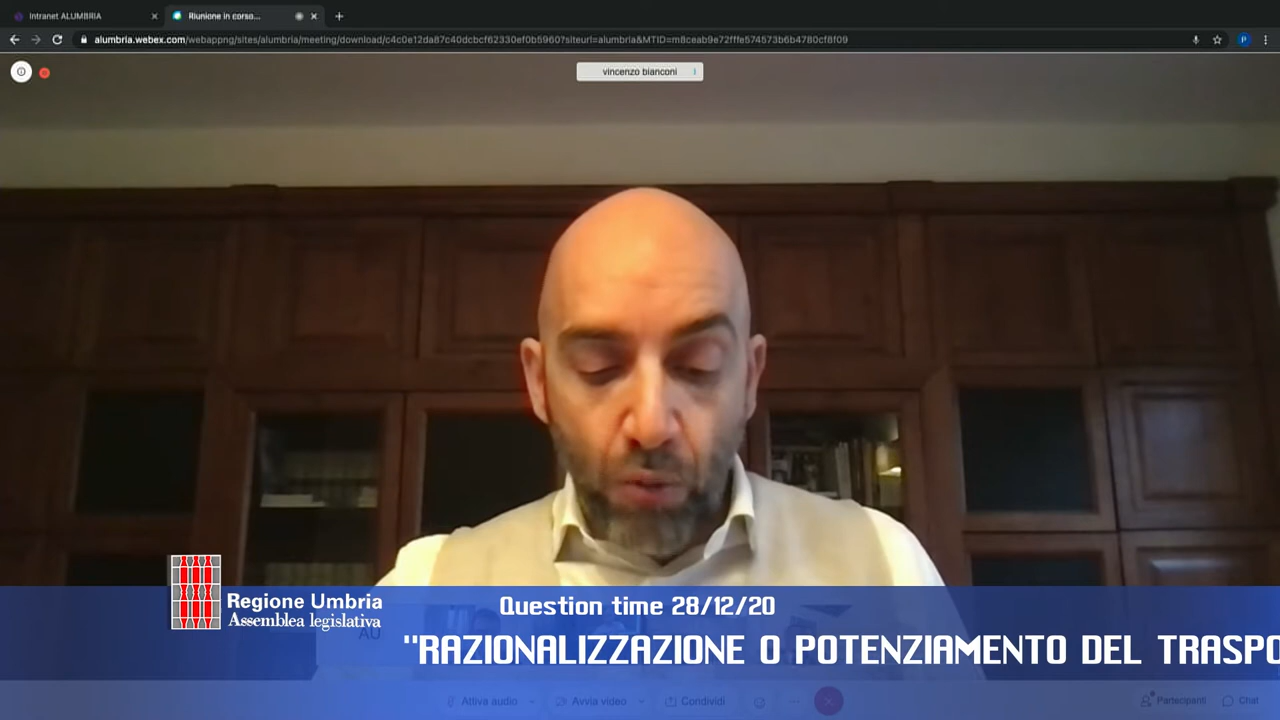 Intranet ALUMBRIA
Riunione in corso...
alumbria.webex.com/webappng/sites/alumbria/meeting/download/c4c0e12da87c40dcbcf62330ef0b5960?siteurl=alumbria&MTID=m8ceab9e72fffe574573b6b4780cf8f09
P
vincenzo bianconi
Question time 28/12/20
Regione Umbria
Assemblea legislativa
AU
"RAZIONALIZZAZIONE O POTENZIAMENTO DEL TRASPO
Attiva audio
Avvia video
Condividi
Partecipanti
Chat